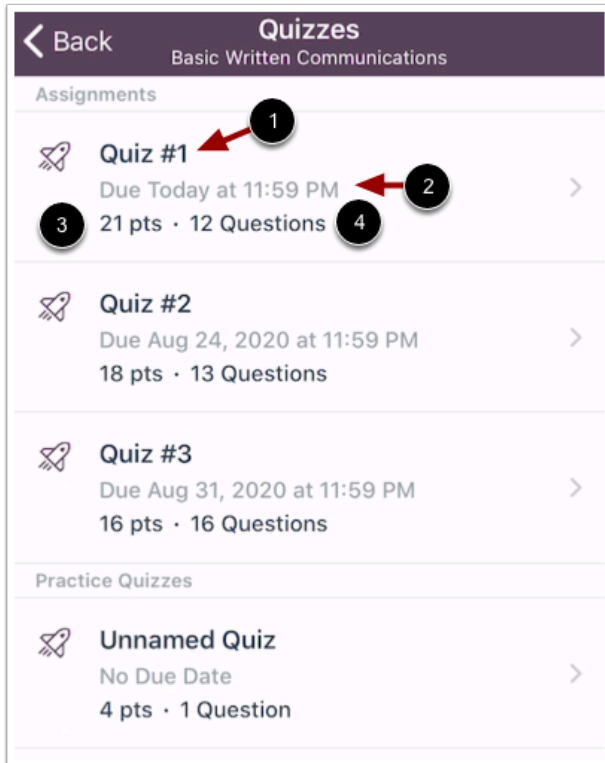 Back
Quizzes
Basic Written Communications
Assignments
1
Quiz #1
Due Today at 11:59 PM
2
3
21 pts · 12 Questions
4
Quiz #2
Due Aug 24, 2020 at 11:59 PM
18 pts · 13 Questions
Quiz #3
Due Aug 31, 2020 at 11:59 PM
16 pts · 16 Questions
Practice Quizzes
Unnamed Quiz
No Due Date
4 pts · 1 Question